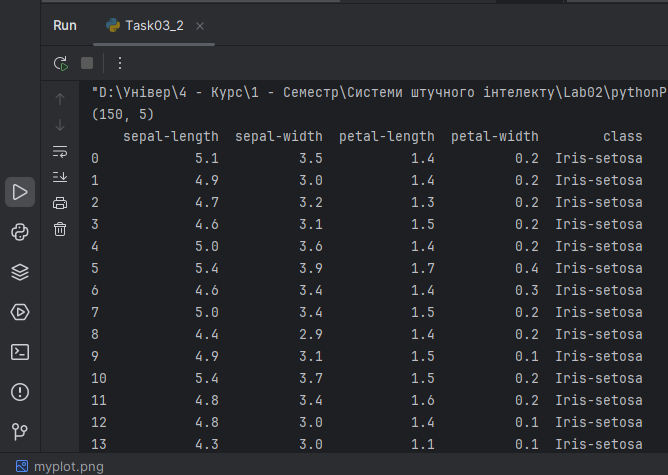 Run Task03_2
"D:\Універ\4 - Курс\1 - Семестр\Системи штучного інтелекту\Lab02\pythonP
(150, 5)
sepal-length sepal-width petal-length petal-width class
0 5.1 3.5 1.4 0.2 Iris-setosa
1 4.9 3.0 1.4 0.2 Iris-setosa
2 4.7 3.2 1.3 0.2 Iris-setosa
3 4.6 3.1 1.5 0.2 Iris-setosa
4 5.0 3.6 1.4 0.2 Iris-setosa
5 5.4 3.9 1.7 0.4 Iris-setosa
6 4.6 3.4 1.4 0.3 Iris-setosa
7 5.0 3.4 1.5 0.2 Iris-setosa
8 4.4 2.9 1.4 0.2 Iris-setosa
9 4.9 3.1 1.5 0.1 Iris-setosa
10 5.4 3.7 1.5 0.2 Iris-setosa
11 4.8 3.4 1.6 0.2 Iris-setosa
12 4.8 3.0 1.4 0.1 Iris-setosa
13 4.3 3.0 1.1 0.1 Iris-setosa
myplot.png